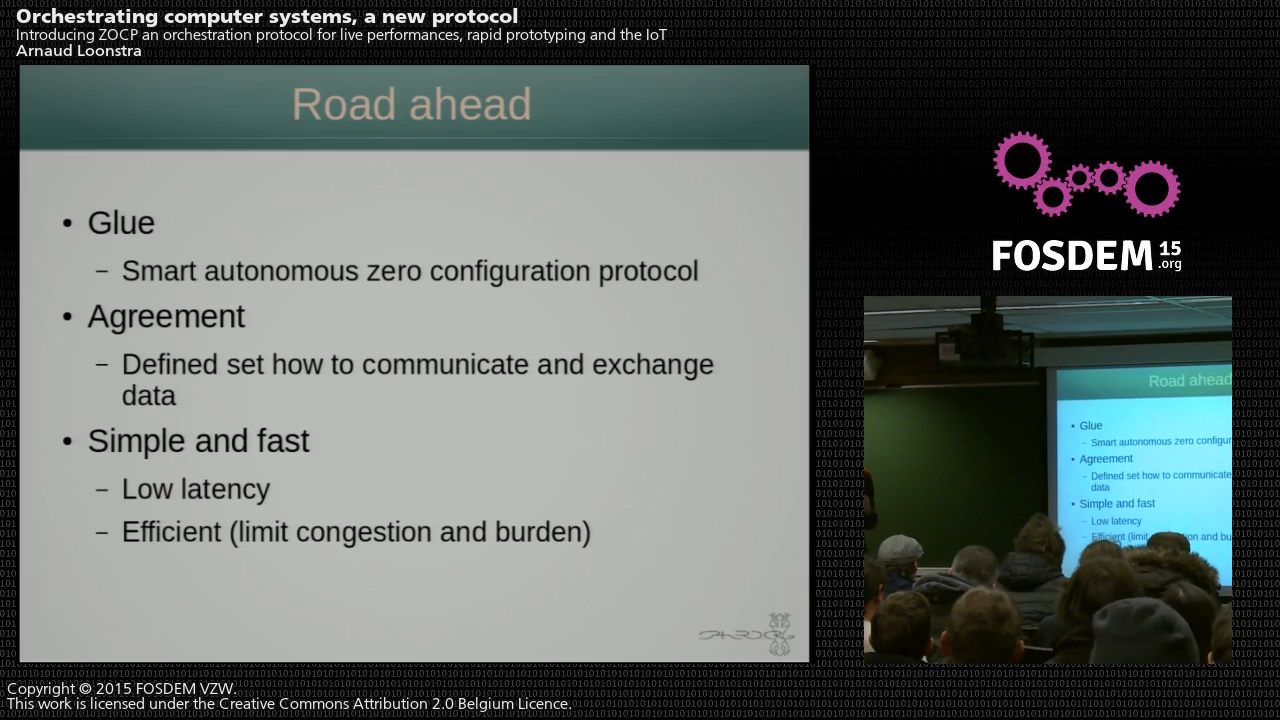 Orchestrating computer systems, a new protocol
Introducing ZOCP an orchestration protocol for live performances, rapid prototyping and the IoT
Arnaud Loonstra
Road ahead
• Glue
– Smart autonomous zero configuration protocol
• Agreement
– Defined set how to communicate and exchange
data
• Simple and fast
– Low latency
– Efficient (limit congestion and burden)
FOSDEM 15
.org
Road ahead
• Glue
– Smart autonomous zero configur
• Agreement
– Defined set how to communicate
data
• Simple and fast
– Low latency
– Efficient (limit
Copyright © 2015 FOSDEM VZW.
This work is licensed under the Creative Commons Attribution 2.0 Belgium Licence.